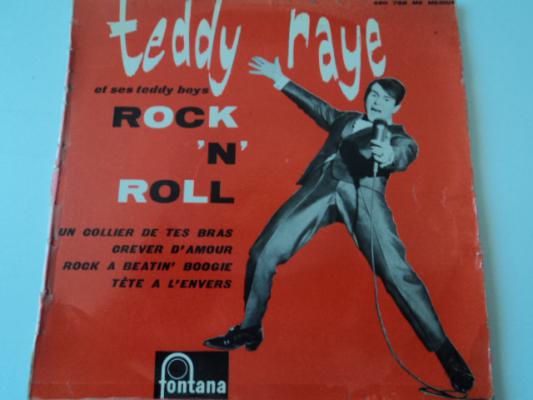 teddy raye
et ses teddy boys
ROCK
'N'
ROLL
UN COLLIER DE TES BRAS
CREVER D'AMOUR
ROCK A BEATIN' BOOGIE
TÊTE A L'ENVERS
fontana